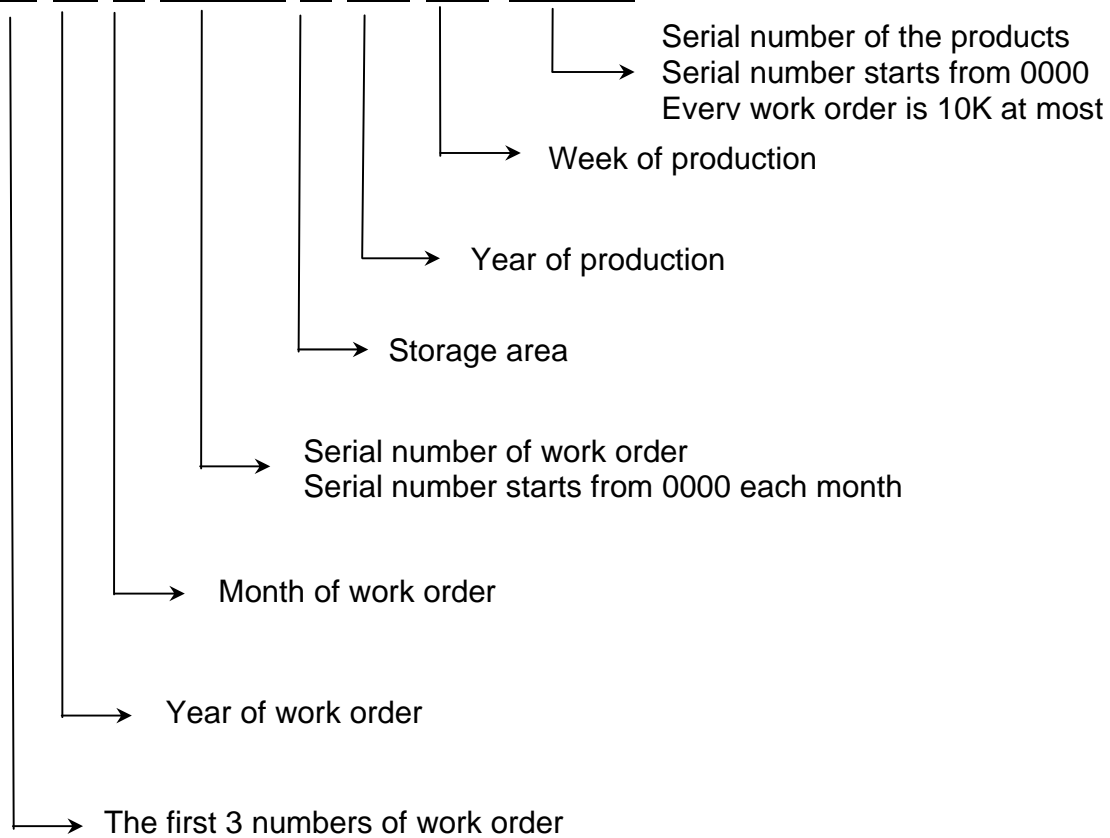 Serial number of the products
Serial number starts from 0000
Every work order is 10K at most
Week of production
Year of production
Storage area
Serial number of work order
Serial number starts from 0000 each month
Month of work order
Year of work order
The first 3 numbers of work order